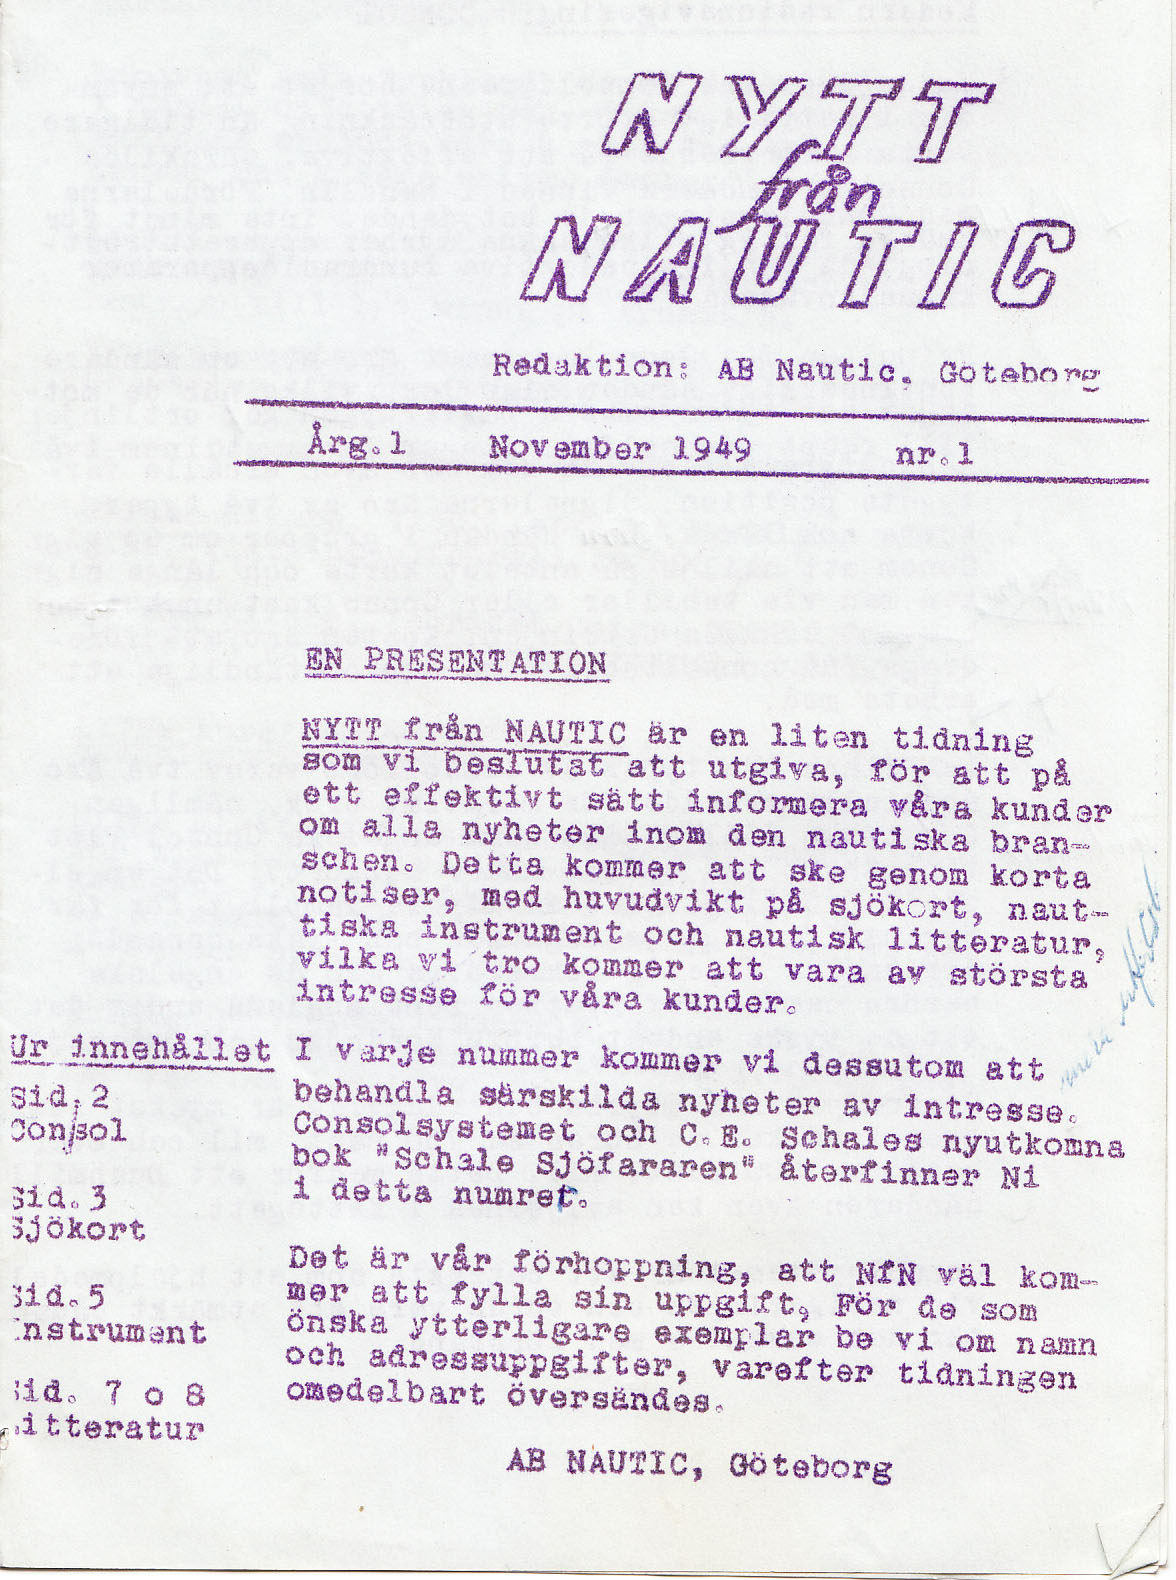 NYTT
från
NAUTIC
Redaktion: AB Nautic, Göteborg
Årg.1 November 1949 nr.1
EN PRESENTATION
NYTT från NAUTIC är en liten tidning
som vi beslutat att utgiva, för att på
ett effektivt sätt informera våra kunder
om alla nyheter inom den nautiska bran-
schen. Detta kommer att ske genom korta
notiser, med huvudvikt på sjökort, naut-
tiska instrument och nautisk litteratur,
vilka vi tro kommer att vara av största
intresse för våra kunder.
I varje nummer kommer vi dessutom att
behandla särskilda nyheter av intresse.
Consolsystemet och C.E. Schales nyutkomna
bok "Schale Sjöfararen" återfinner Ni
i detta numret.
Det är vår förhoppning, att NfN väl kom-
mer att fylla sin uppgift, För de som
önska ytterligare exemplar be vi om namn
och adressuppgifter, varefter tidningen
omedelbart översändes.
AB NAUTIC, Göteborg
Ur innehållet
Sid. 2
Consol
Sid. 3
Sjökort
Sid. 5
Instrument
Sid. 7 o 8
Litteratur